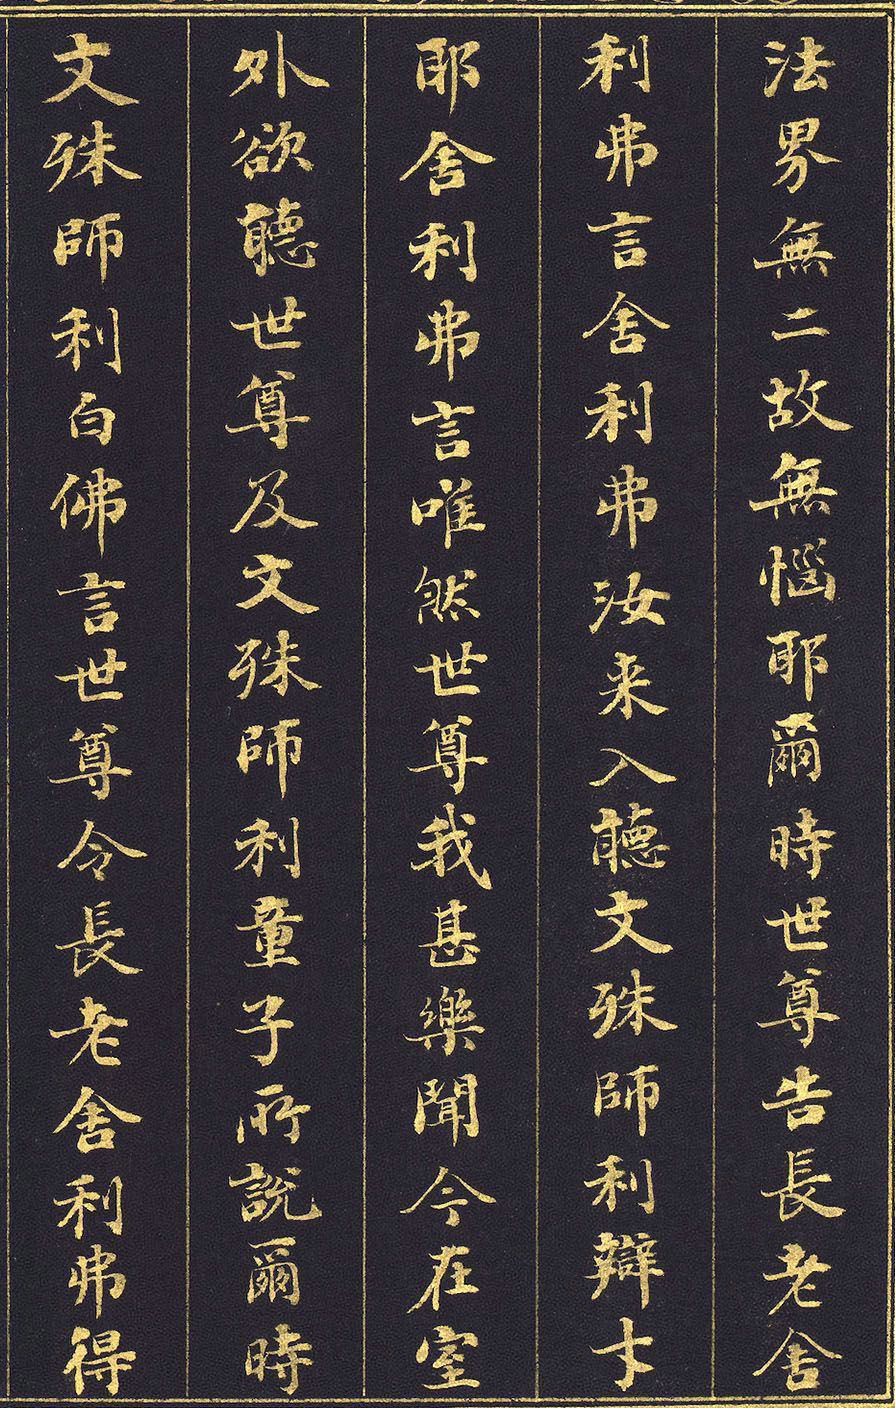 法界無二故無惱耶爾時世尊告長老舍
利弗言舍利弗汝来入聽文殊師利辯才
耶舍利弗言唯然世尊我甚樂聞今在室
外欲聽世尊及文殊師利童子所說爾時
文殊師利白佛言世尊令長老舍利弗得